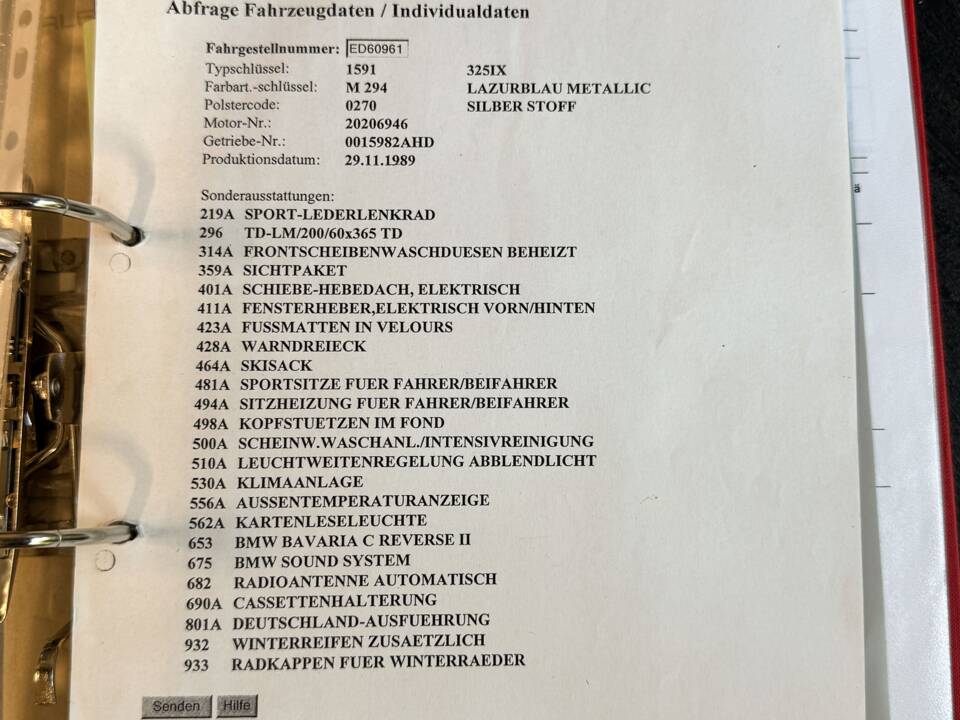 Abfrage Fahrzeugdaten / Individualdaten
Fahrgestellnummer: ED60961
Typschlüssel: 1591 325IX
Farbart.-schlüssel: M 294 LAZURBLAU METALLIC
Polstercode: 0270 SILBER STOFF
Motor-Nr.: 20206946
Getriebe-Nr.: 0015982AHD
Produktionsdatum: 29.11.1989
Sonderausstattungen:
219A SPORT-LEDERLENKRAD
296 TD-LM/200/60x365 TD
314A FRONTSCHEIBENWASCHDUESEN BEHEIZT
359A SICHTPAKET
401A SCHIEBE-HEBEDACH, ELEKTRISCH
411A FENSTERHEBER,ELEKTRISCH VORN/HINTEN
423A FUSSMATTEN IN VELOURS
428A WARNDREIECK
464A SKISACK
481A SPORTSITZE FUER FAHRER/BEIFAHRER
494A SITZHEIZUNG FUER FAHRER/BEIFAHRER
498A KOPFSTUETZEN IM FOND
500A SCHEINW.WASCHANL./INTENSIVREINIGUNG
510A LEUCHTWEITENREGELUNG ABBLENDLICHT
530A KLIMAANLAGE
556A AUSSENTEMPERATURANZEIGE
562A KARTENLESELEUCHTE
653 BMW BAVARIA C REVERSE II
675 BMW SOUND SYSTEM
682 RADIOANTENNE AUTOMATISCH
690A CASSETTENHALTERUNG
801A DEUTSCHLAND-AUSFUEHRUNG
932 WINTERREIFEN ZUSAETZLICH
933 RADKAPPEN FUER WINTERRAEDER
Senden Hilfe